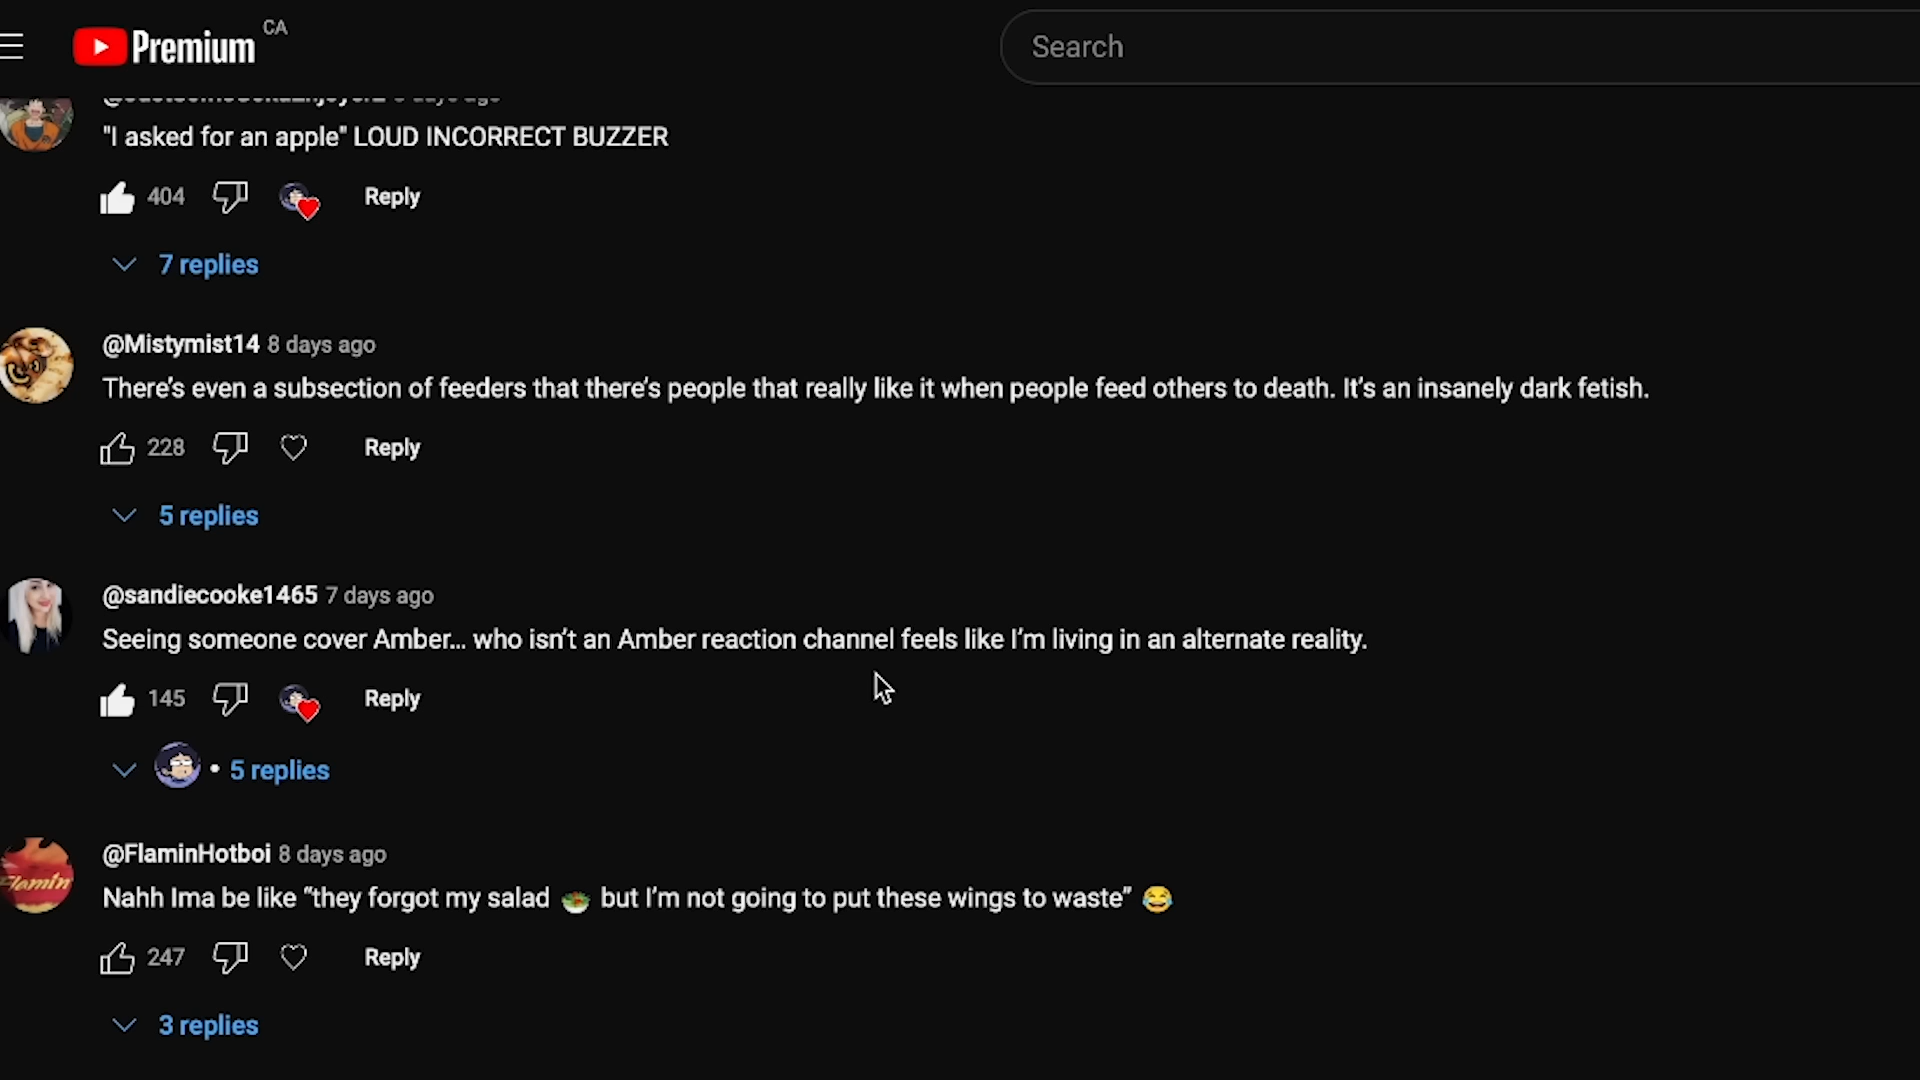 Premium CA
Search
"I asked for an apple" LOUD INCORRECT BUZZER
404 Reply
7 replies
@Mistymist14 8 days ago
There's even a subsection of feeders that there's people that really like it when people feed others to death. It's an insanely dark fetish.
228 Reply
5 replies
@sandiecooke1465 7 days ago
Seeing someone cover Amber... who isn't an Amber reaction channel feels like I'm living in an alternate reality.
145 Reply
• 5 replies
Flamin
@FlaminHotboi 8 days ago
Nahh Ima be like “they forgot my salad 🥗 but I'm not going to put these wings to waste” 😂
247 Reply
3 replies